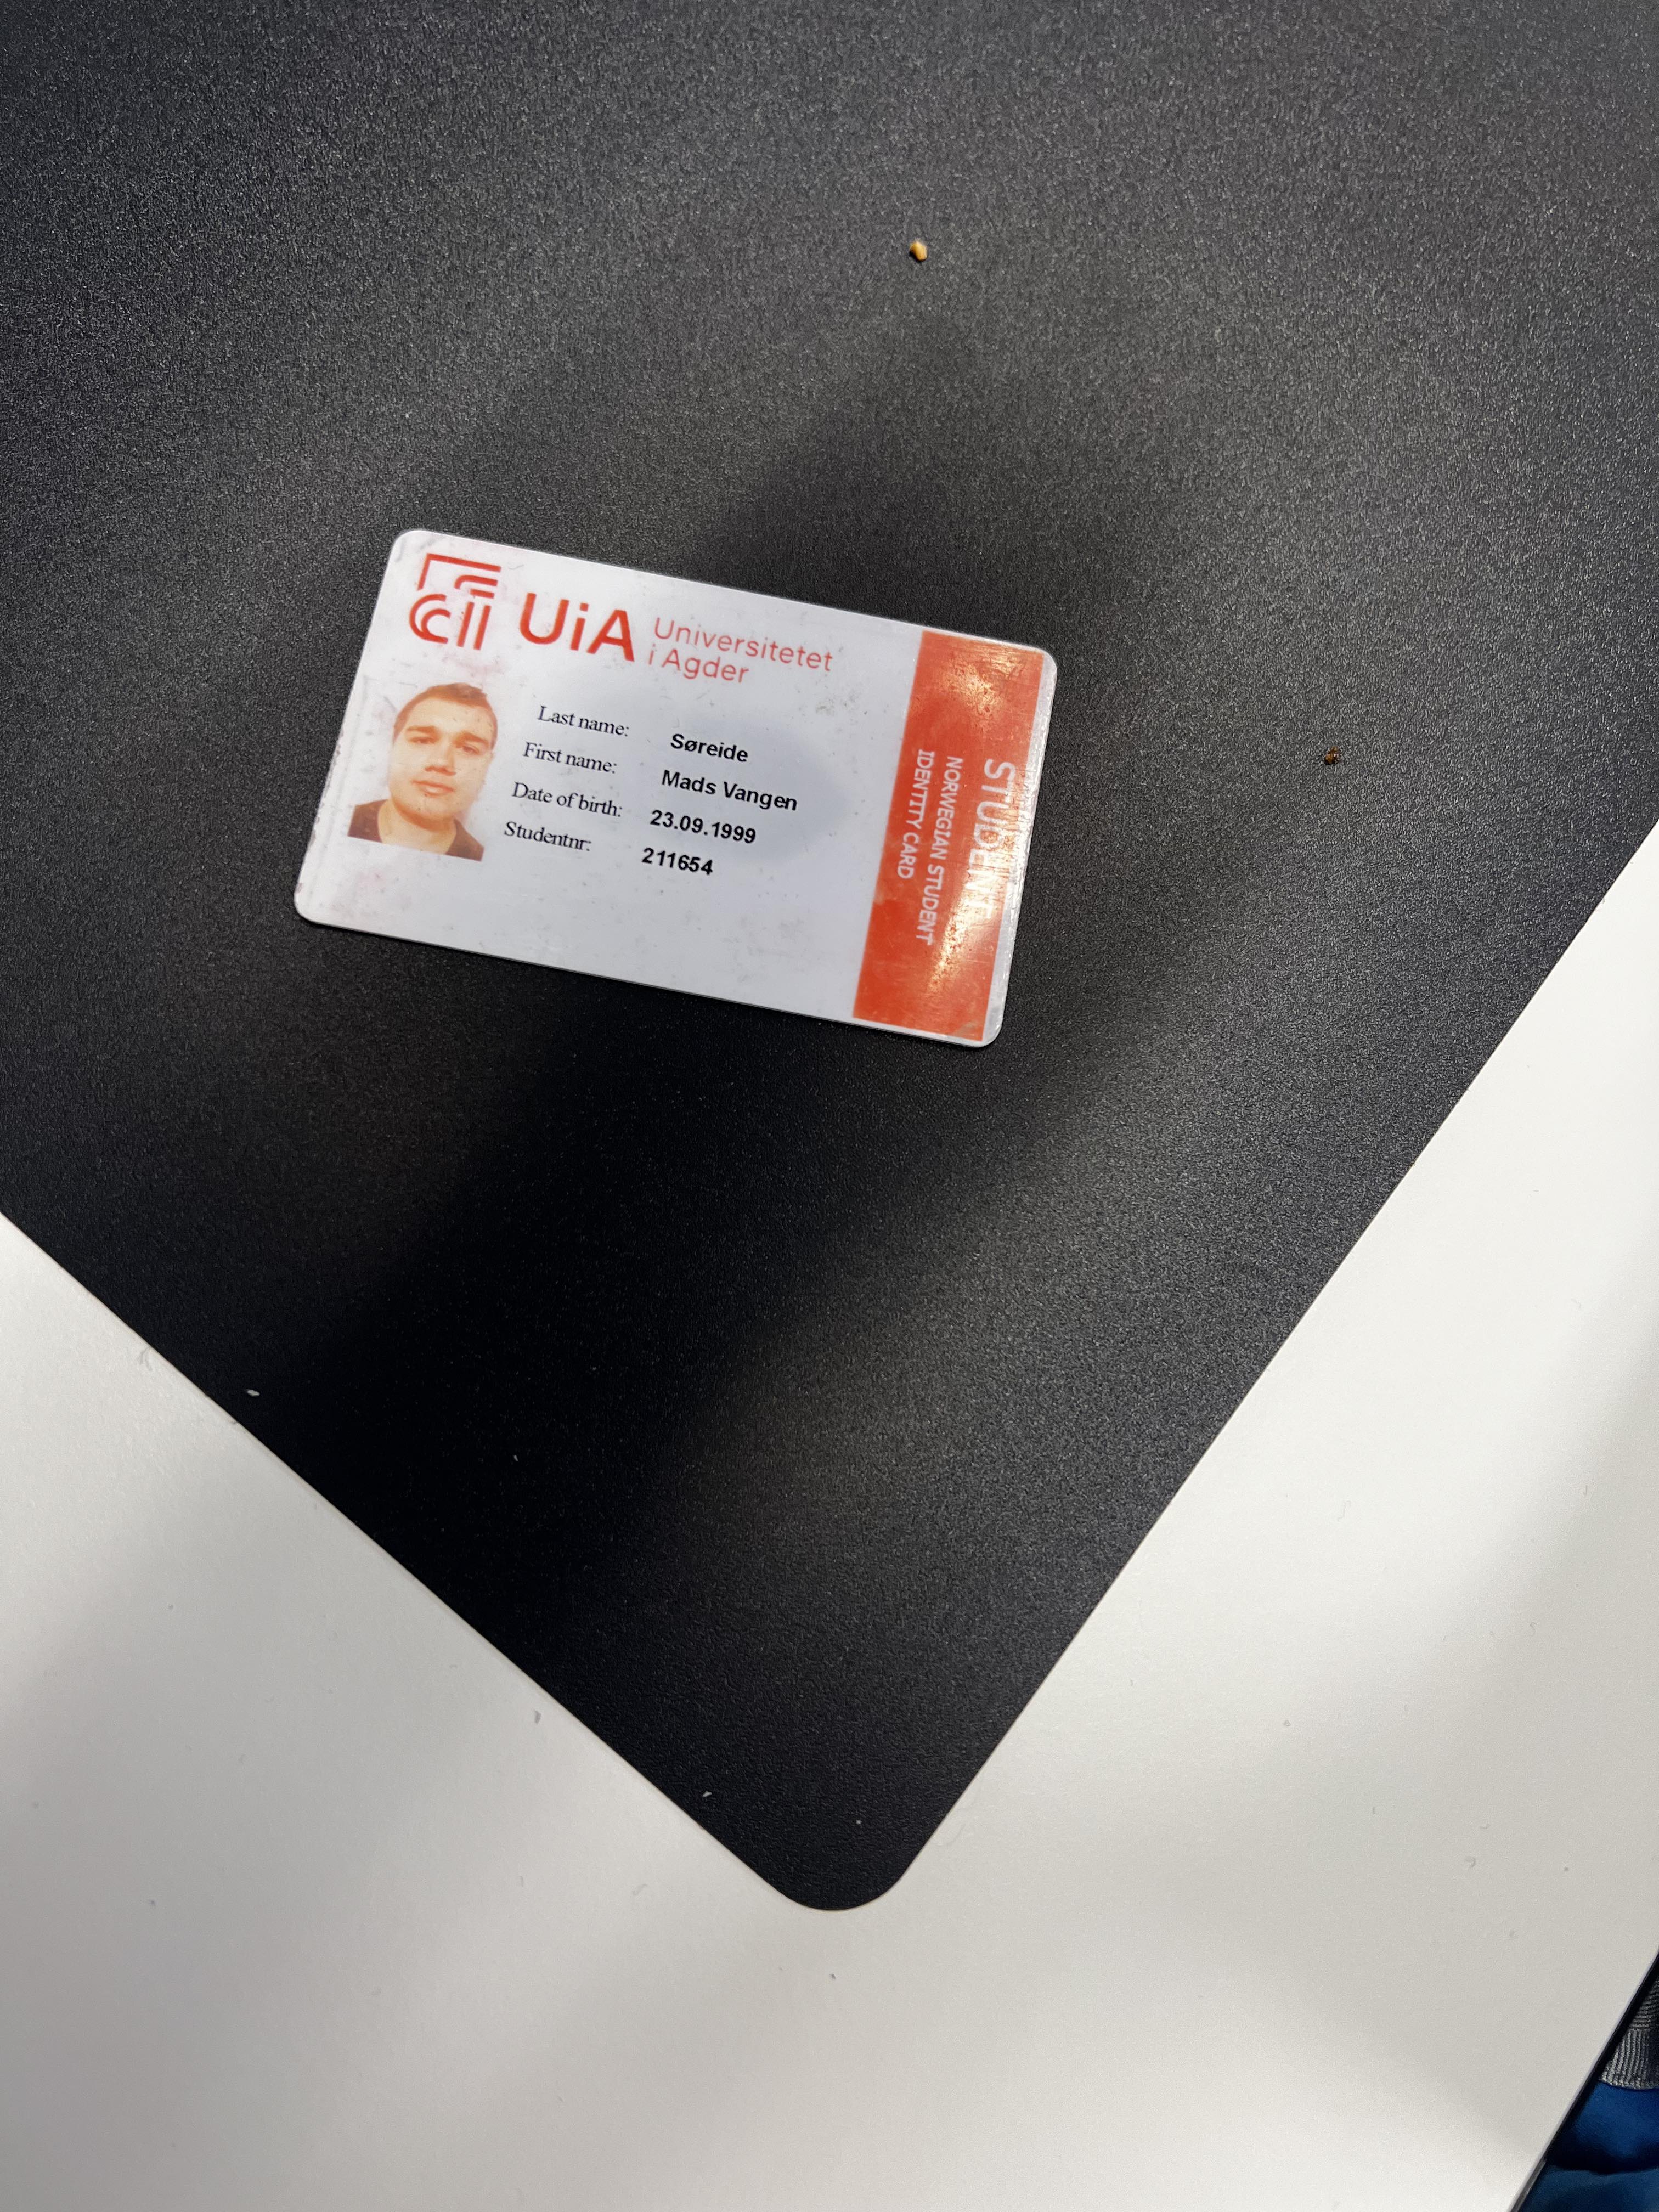 UiA Universitetet
i Agder
Last name: Søreide
First name: Mads Vangen
Date of birth: 23.09.1999
Studentnr: 211654
STUDENT
NORWEGIAN STUDENT
IDENTITY CARD